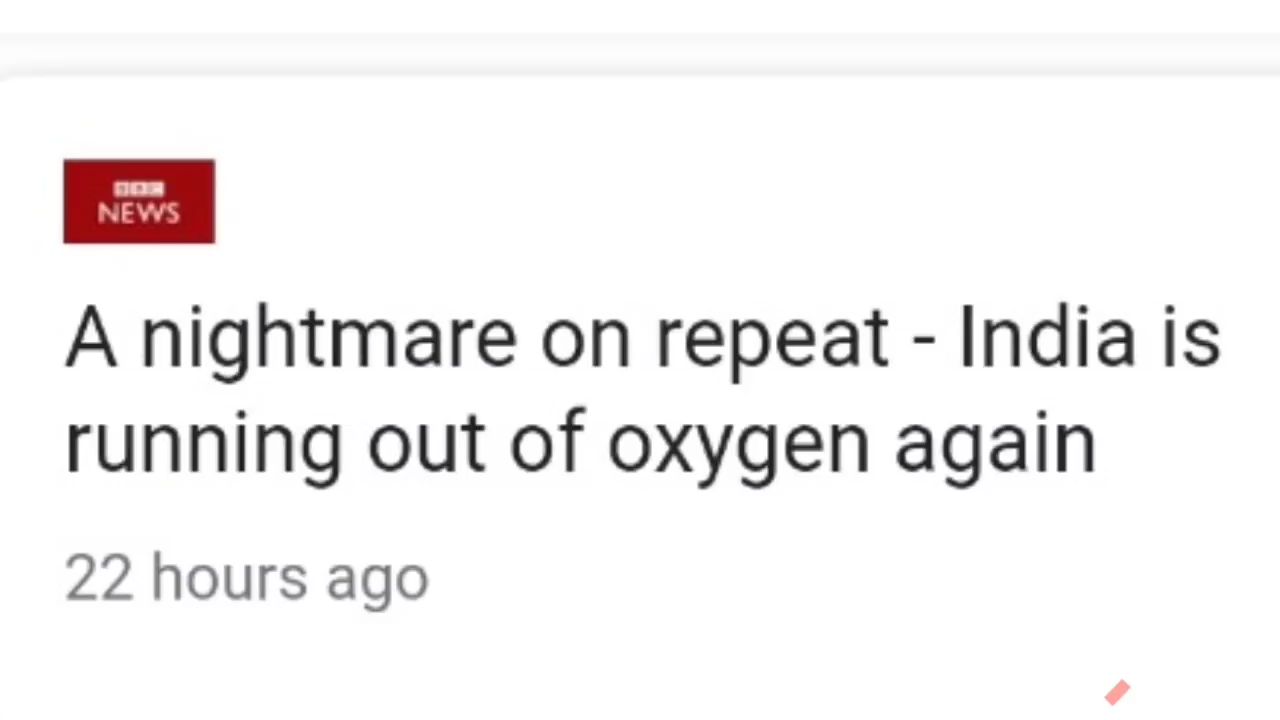 BBC
NEWS
A nightmare on repeat - India is
running out of oxygen again
22 hours ago